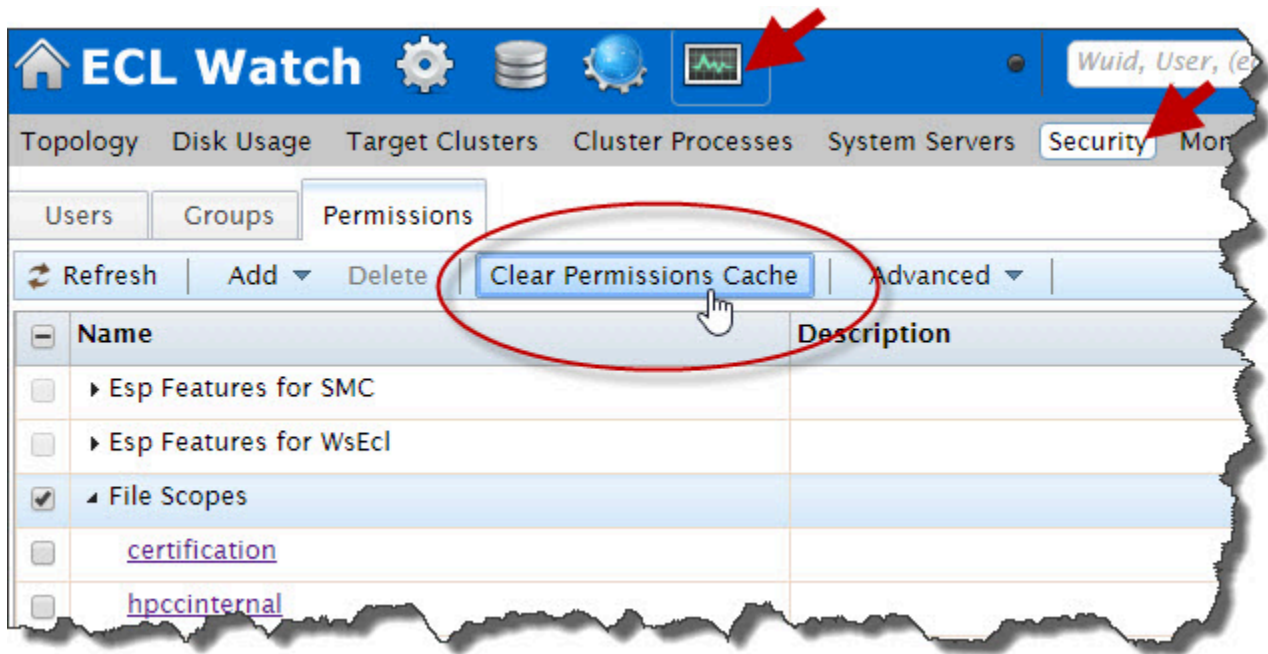 ECL Watch
Wuid, User, (e
Topology Disk Usage Target Clusters Cluster Processes System Servers Security Mon
Users Groups Permissions
Refresh Add Delete Clear Permissions Cache Advanced
Name Description
Esp Features for SMC
Esp Features for WsEcl
File Scopes
certification
hpccinternal